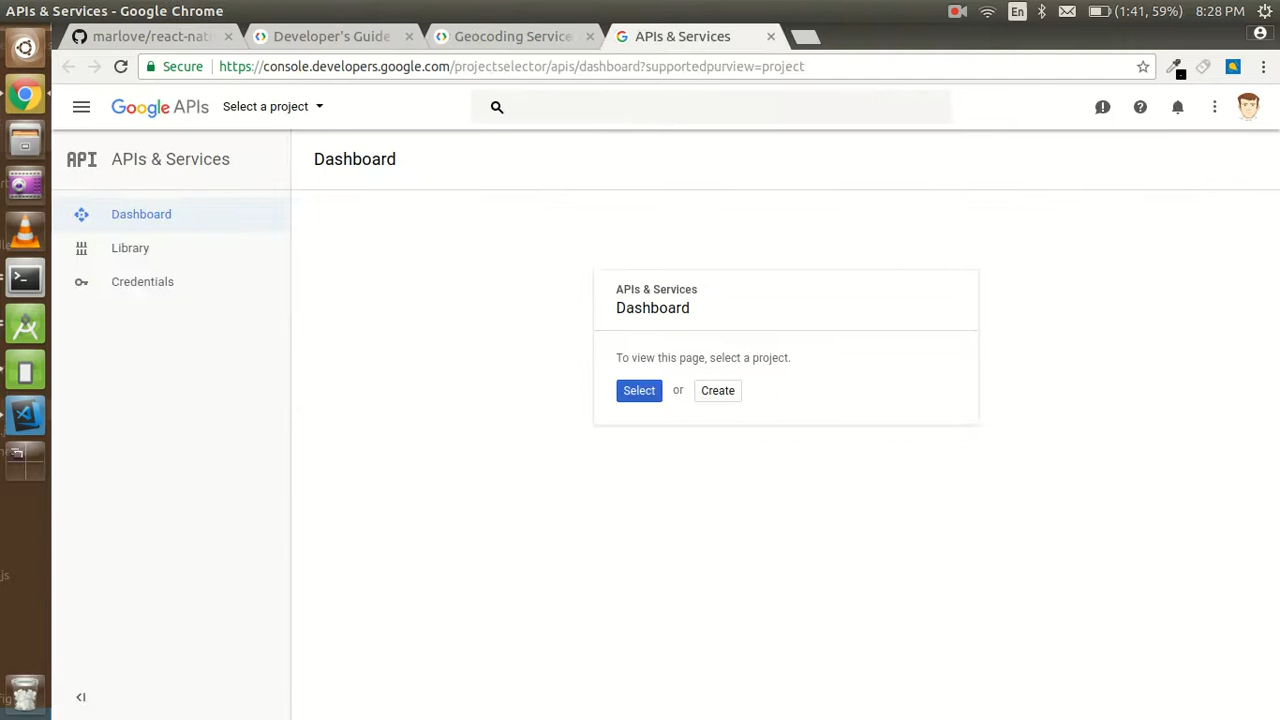 APIs & Services - Google Chrome
En
(1:41, 59%)
8:28 PM
marlove/react-nati
Developer's Guide
Geocoding Service
APIs & Services
Secure
https://console.developers.google.com/projectselector/apis/dashboard?supportedpurview=project
Google APIs
Select a project
API
APIs & Services
Dashboard
Dashboard
Library
Credentials
APIs & Services
Dashboard
To view this page, select a project.
Select
or
Create